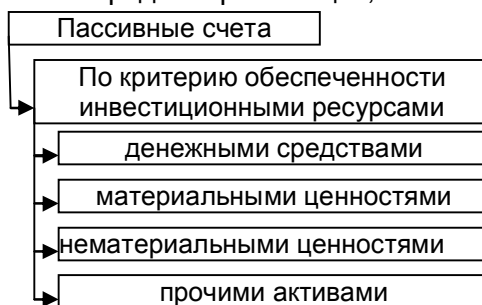 Пассивные счета
По критерию обеспеченности
инвестиционными ресурсами
денежными средствами
материальными ценностями
нематериальными ценностями
прочими активами